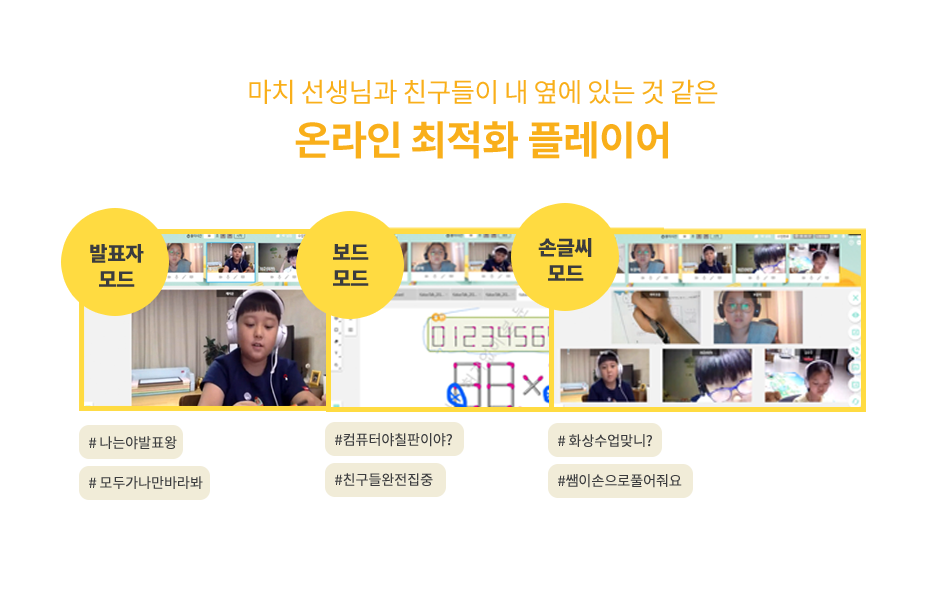 마치 선생님과 친구들이 내 옆에 있는 것 같은
온라인 최적화 플레이어
발표자
모드
보드
모드
손글씨
모드
0123456
# 나는야발표왕
# 모두가나만바라봐
#컴퓨터야칠판이야?
#친구들완전집중
# 화상수업맞니?
#쌤이손으로풀어줘요